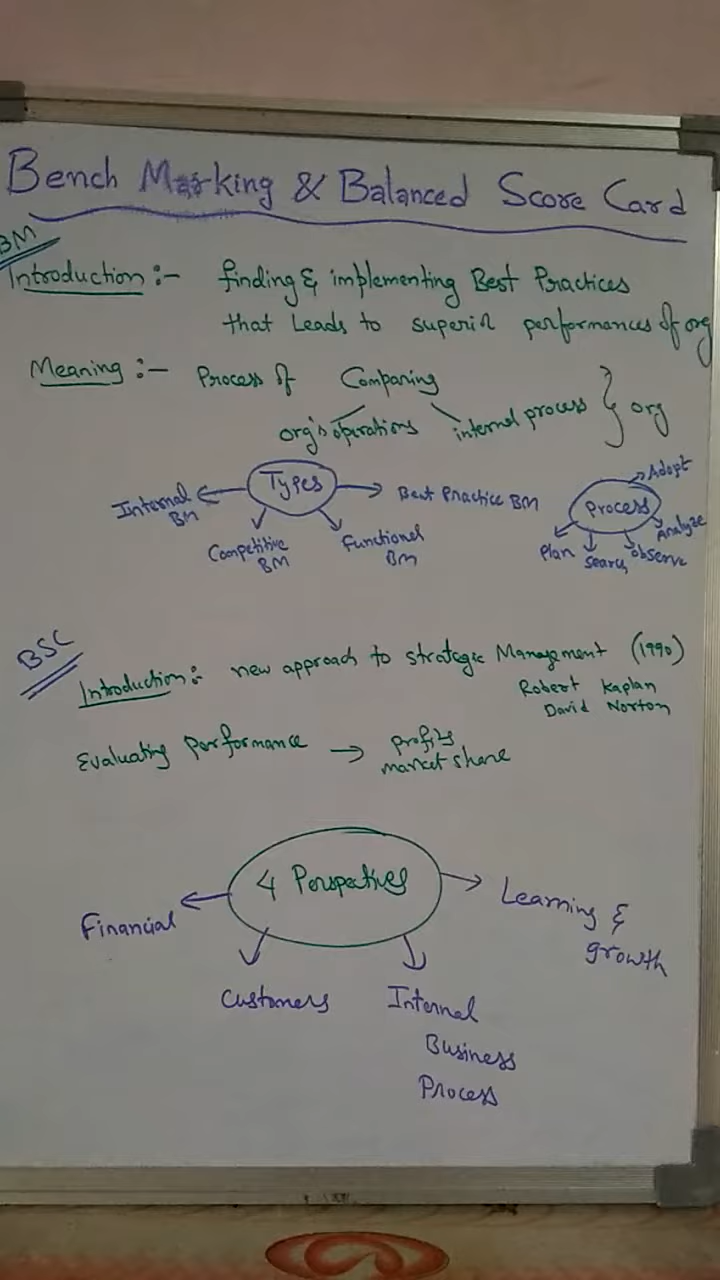 Bench Marking & Balanced Score Card
BM
Introduction :- finding & implementing Best Practices
that Leads to superior performances of org
Meaning :- Process of Comparing
org's operations internal process } org
Types
Internal BM
Competitive BM
Functional BM
Best Practice BM
Process
Plan
Search
observe
Analyze
Adopt
BSC
Introduction :- new approach to strategic Management (1990)
Robert Kaplan
David Norton
Evaluating Performance → profits
market share
4 Perspectives
Financial
Customers
Internal
Business
Process
Learning &
growth